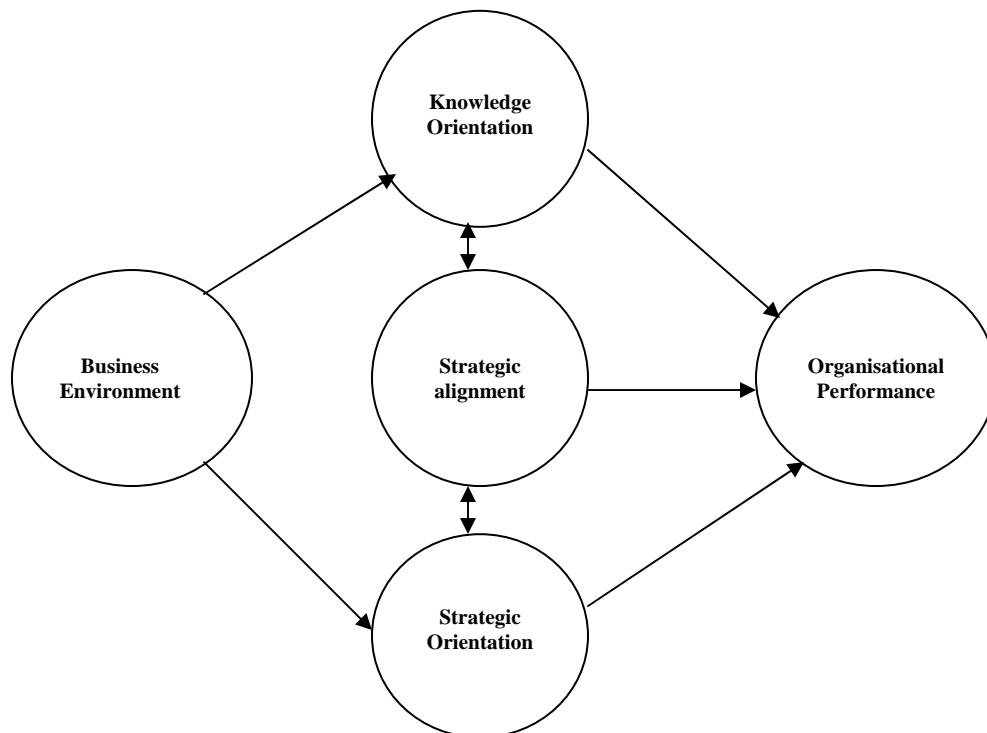 Knowledge
Orientation
Business
Environment
Strategic
alignment
Organisational
Performance
Strategic
Orientation